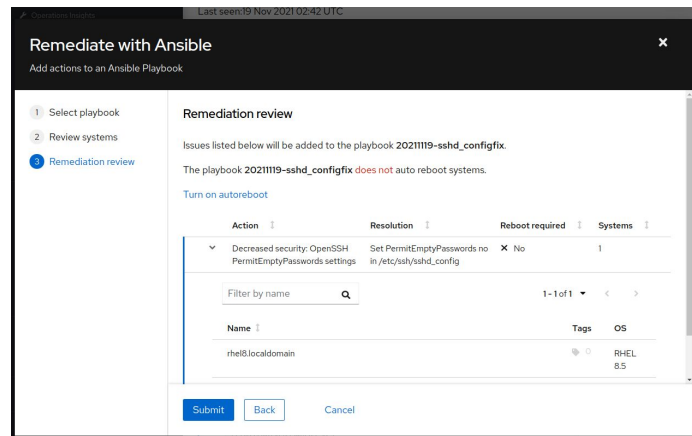 Operations Insights
Last seen:19 Nov 2021 02:42 UTC
Remediate with Ansible
Add actions to an Ansible Playbook
1 Select playbook
2 Review systems
3 Remediation review
Remediation review
Issues listed below will be added to the playbook 20211119-sshd_configfix.
The playbook 20211119-sshd_configfix does not auto reboot systems.
Turn on autoreboot
Action Resolution Reboot required Systems
Decreased security: OpenSSH Set PermitEmptyPasswords no No 1
PermitEmptyPasswords settings in /etc/ssh/sshd_config
Filter by name 1 - 1 of 1
Name Tags OS
rhel8.localdomain 0 RHEL
8.5
Submit Back Cancel